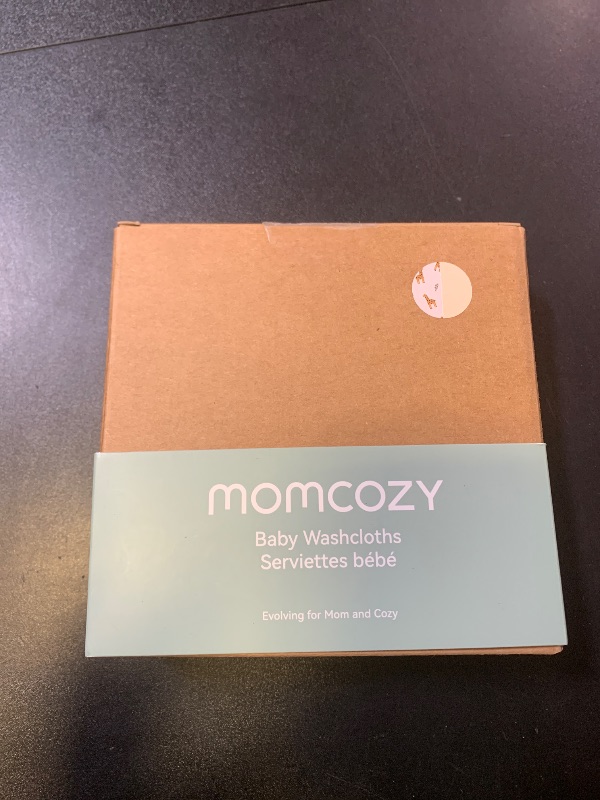 momcozy
Baby Washcloths
Serviettes bébé
Evolving for Mom and Cozy